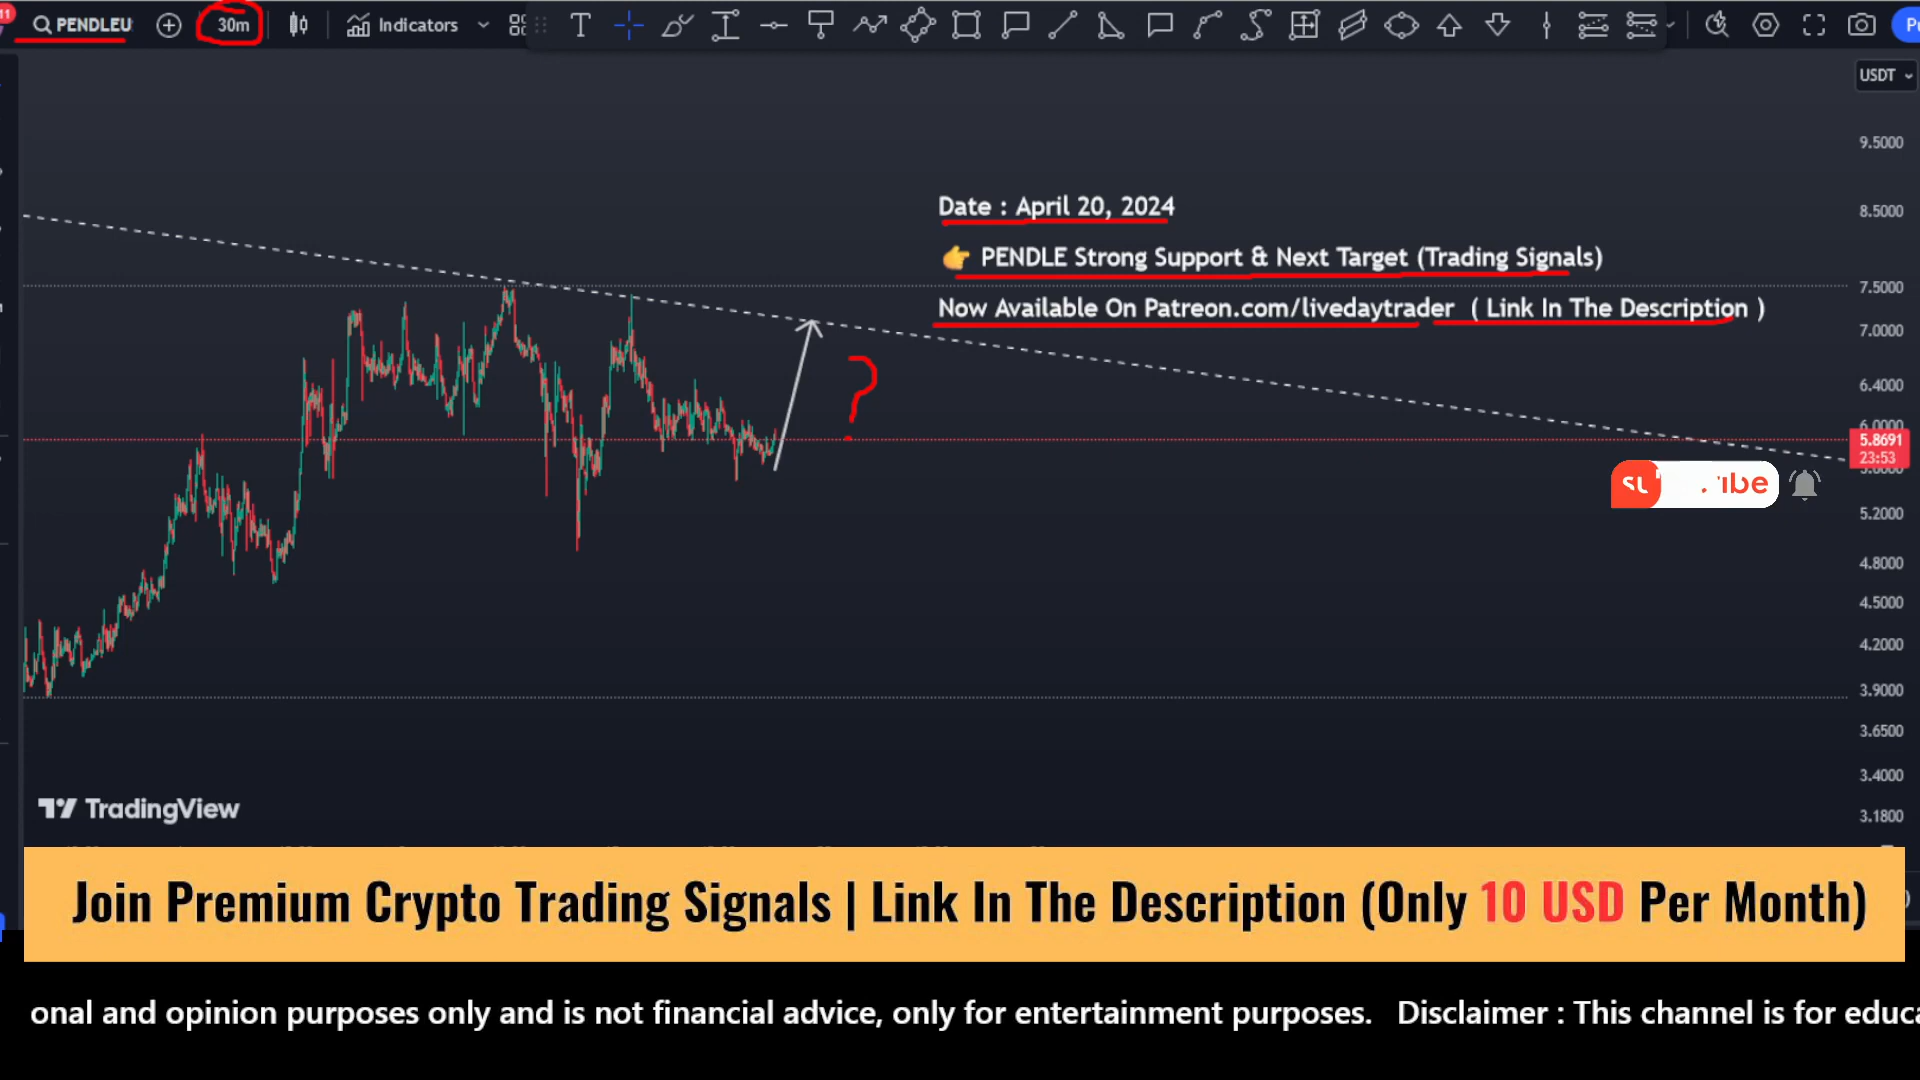 11
PENDLEU
30m
Indicators
USDT
9.5000
Date : April 20, 2024
8.5000
👉 PENDLE Strong Support & Next Target (Trading Signals)
7.5000
Now Available On Patreon.com/livedaytrader ( Link In The Description )
7.0000
?
6.4000
6.0000
5.8691
23:53
5.2000
4.8000
4.5000
4.2000
3.9000
3.6500
3.4000
TradingView
3.1800
Join Premium Crypto Trading Signals | Link In The Description (Only 10 USD Per Month)
onal and opinion purposes only and is not financial advice, only for entertainment purposes. Disclaimer : This channel is for educa